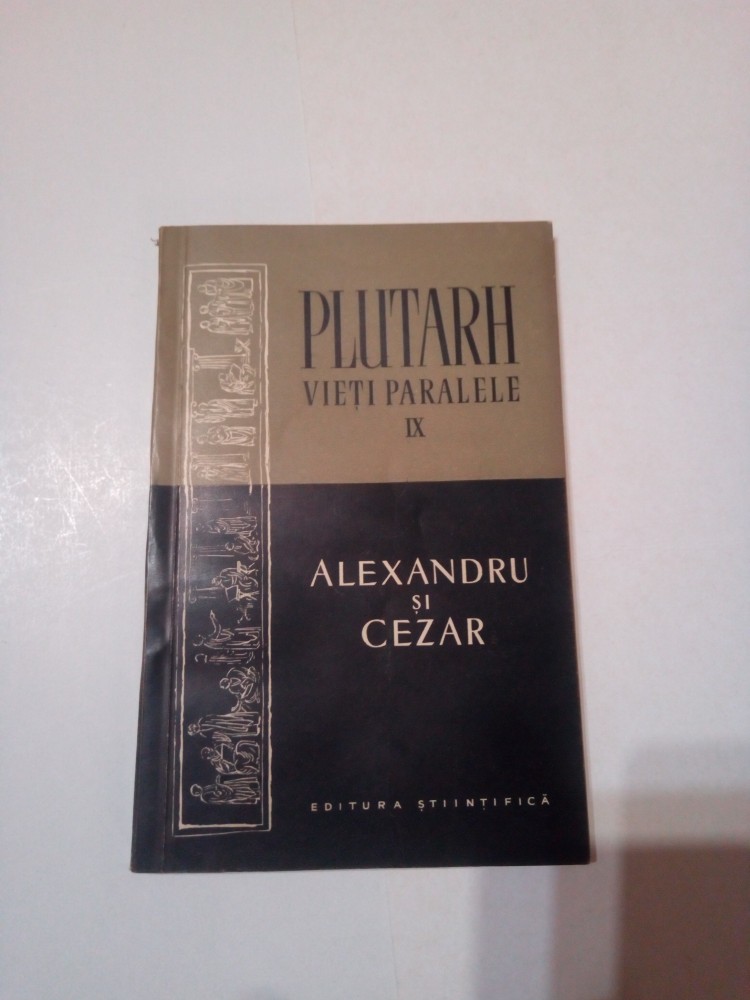 PLUTARH
VIEȚI PARALELE
IX
ALEXANDRU
ȘI
CEZAR
EDITURA ȘTIINȚIFICĂ